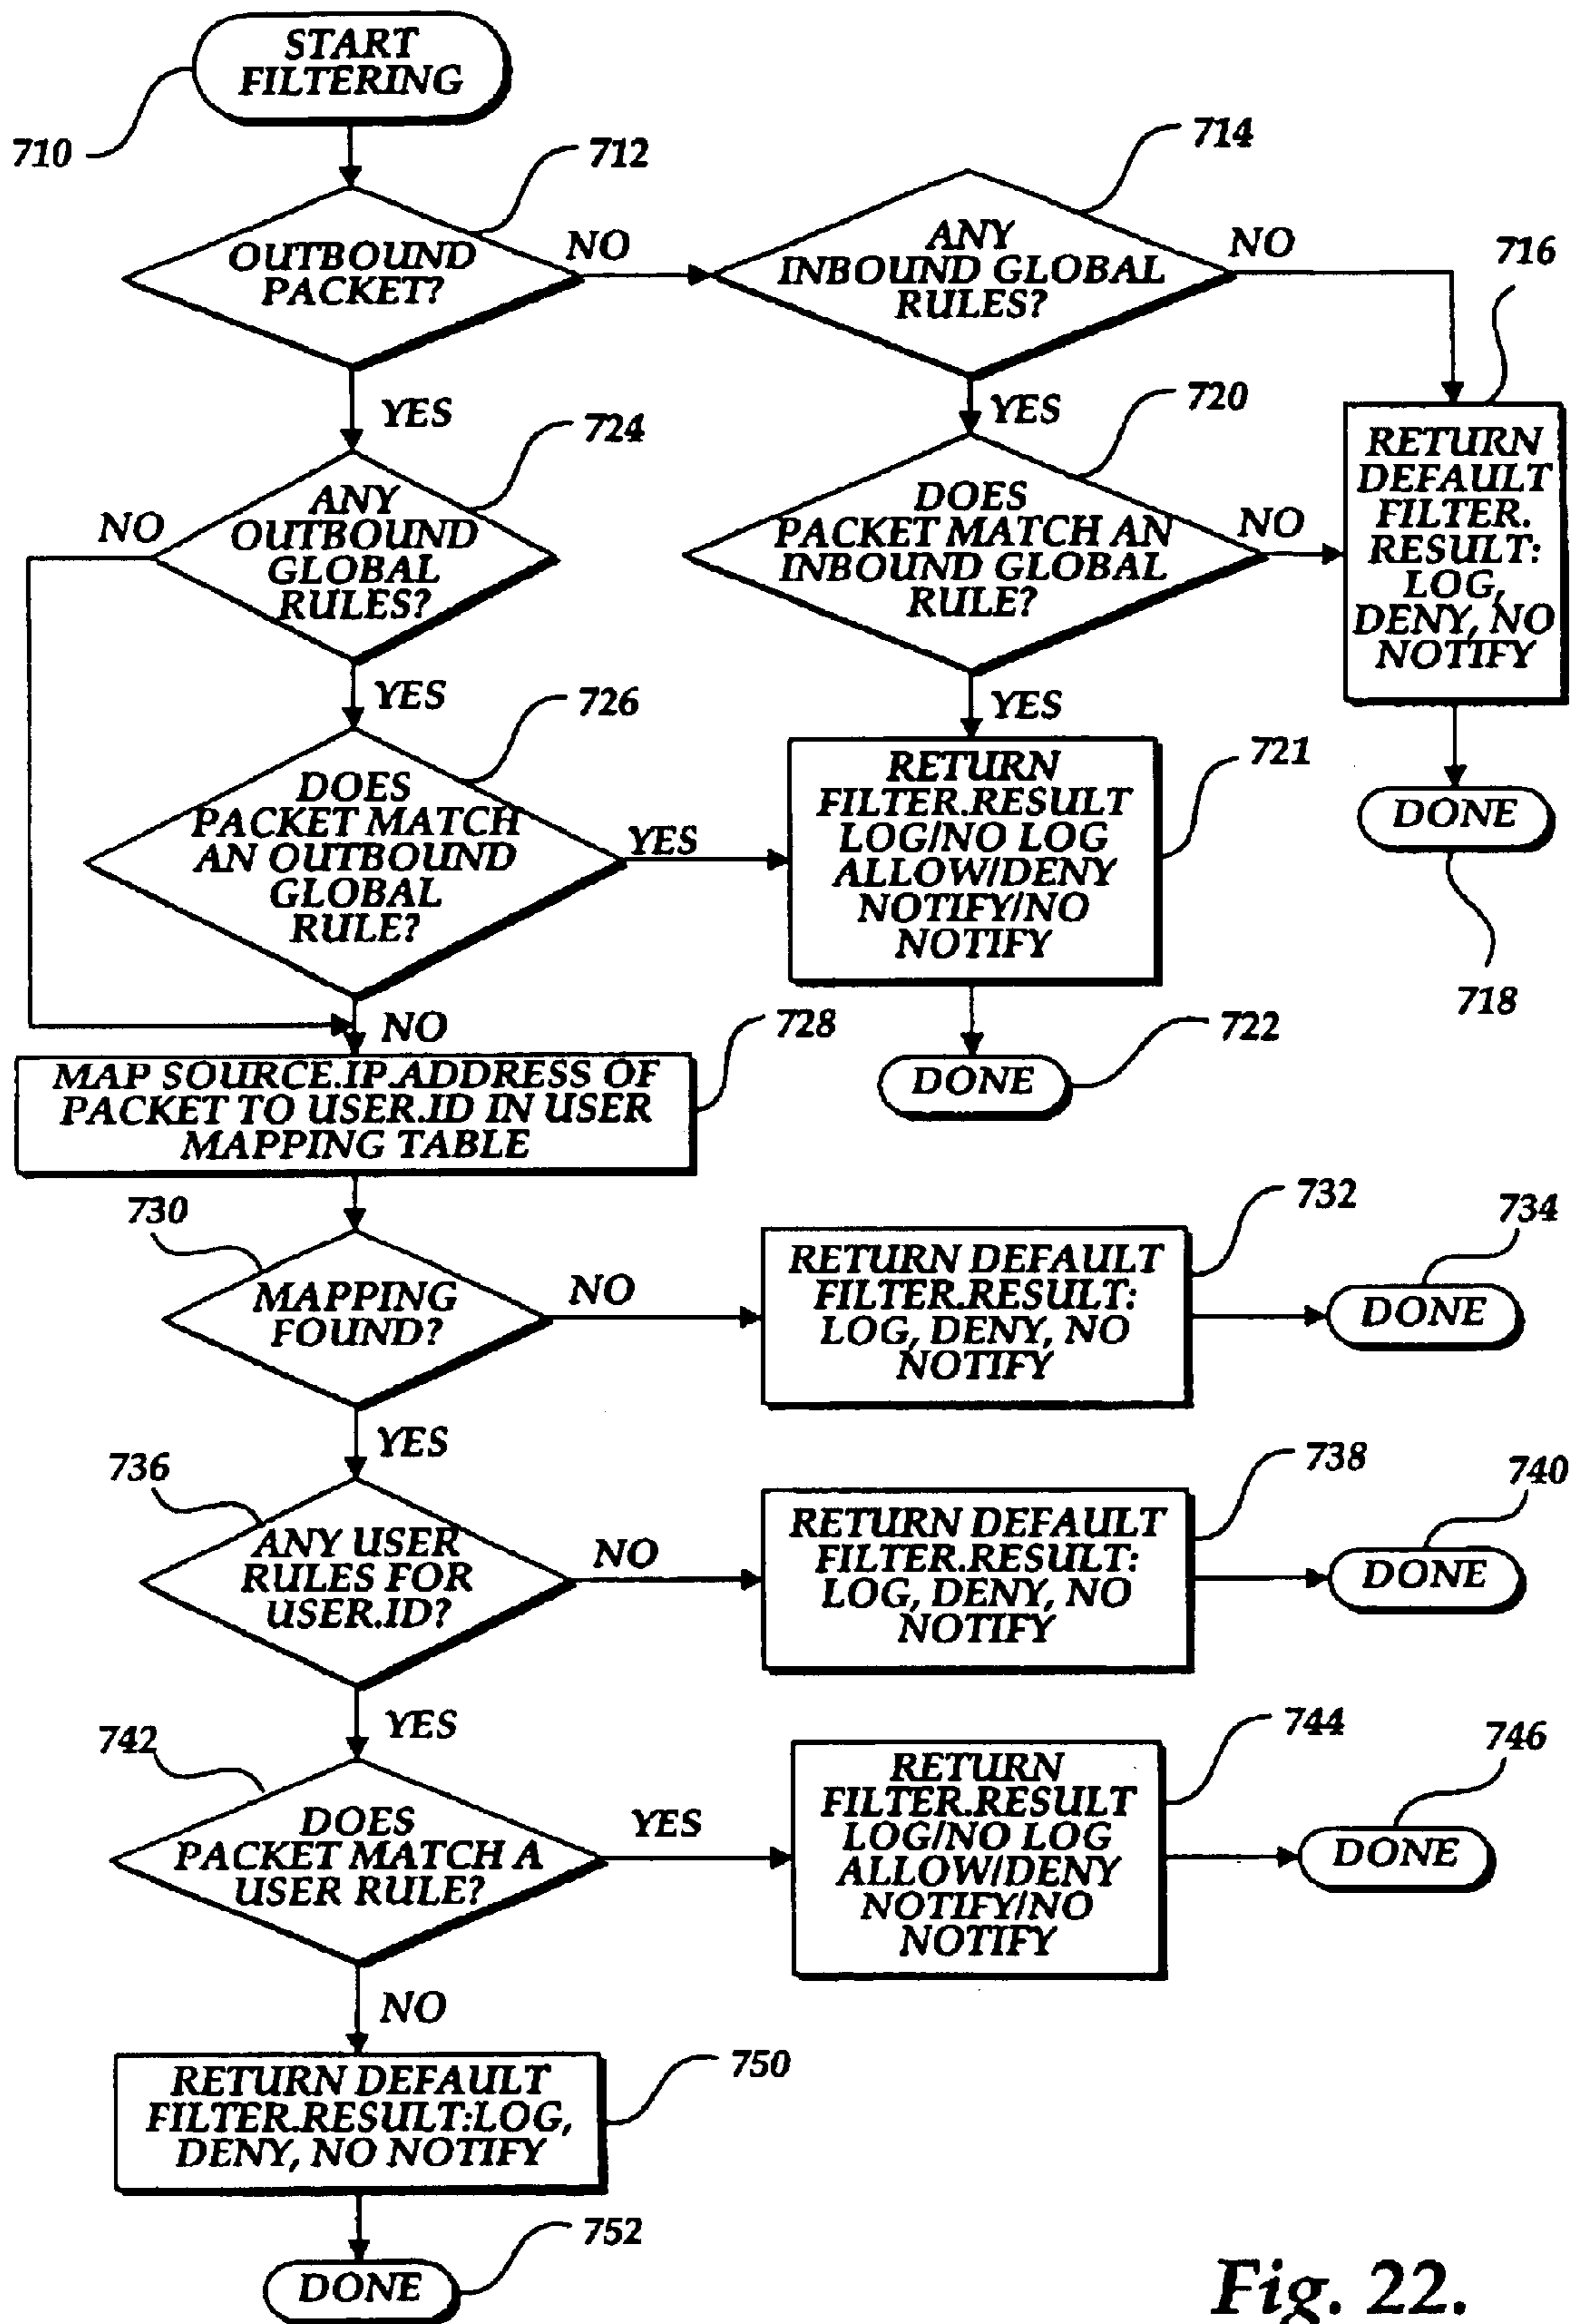 START
FILTERING
710
712
OUTBOUND
PACKET?
NO
714
ANY
INBOUND GLOBAL
RULES?
NO
716
RETURN
DEFAULT
FILTER.
RESULT:
LOG,
DENY, NO
NOTIFY
DONE
718
YES
720
DOES
PACKET MATCH AN
INBOUND GLOBAL
RULE?
NO
YES
721
RETURN
FILTER.RESULT
LOG/NO LOG
ALLOW/DENY
NOTIFY/NO
NOTIFY
DONE
722
YES
724
ANY
OUTBOUND
GLOBAL
RULES?
NO
YES
726
DOES
PACKET MATCH
AN OUTBOUND
GLOBAL
RULE?
YES
NO
728
MAP SOURCE.IP.ADDRESS OF
PACKET TO USER.ID IN USER
MAPPING TABLE
730
MAPPING
FOUND?
NO
732
RETURN DEFAULT
FILTER.RESULT:
LOG, DENY, NO
NOTIFY
734
DONE
YES
736
ANY USER
RULES FOR
USER.ID?
NO
738
RETURN DEFAULT
FILTER.RESULT:
LOG, DENY, NO
NOTIFY
740
DONE
YES
742
DOES
PACKET MATCH A
USER RULE?
YES
744
RETURN
FILTER.RESULT
LOG/NO LOG
ALLOW/DENY
NOTIFY/NO
NOTIFY
746
DONE
NO
750
RETURN DEFAULT
FILTER.RESULT:LOG,
DENY, NO NOTIFY
752
DONE
Fig. 22.